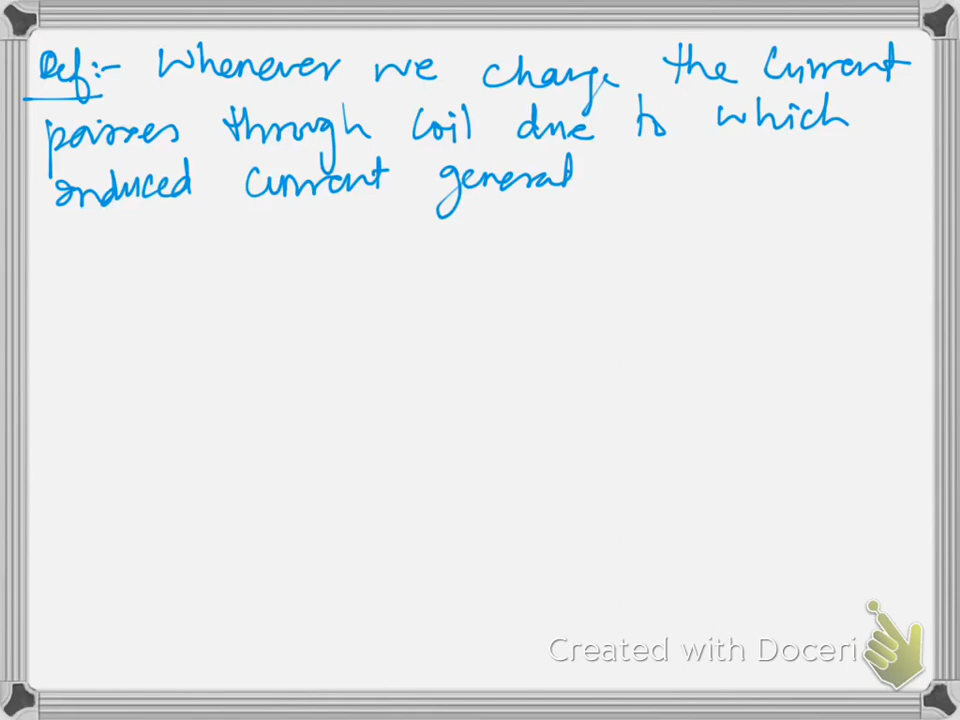 Def:- Whenever we change the current
passes through coil due to which
induced current generat
Created with Doceri